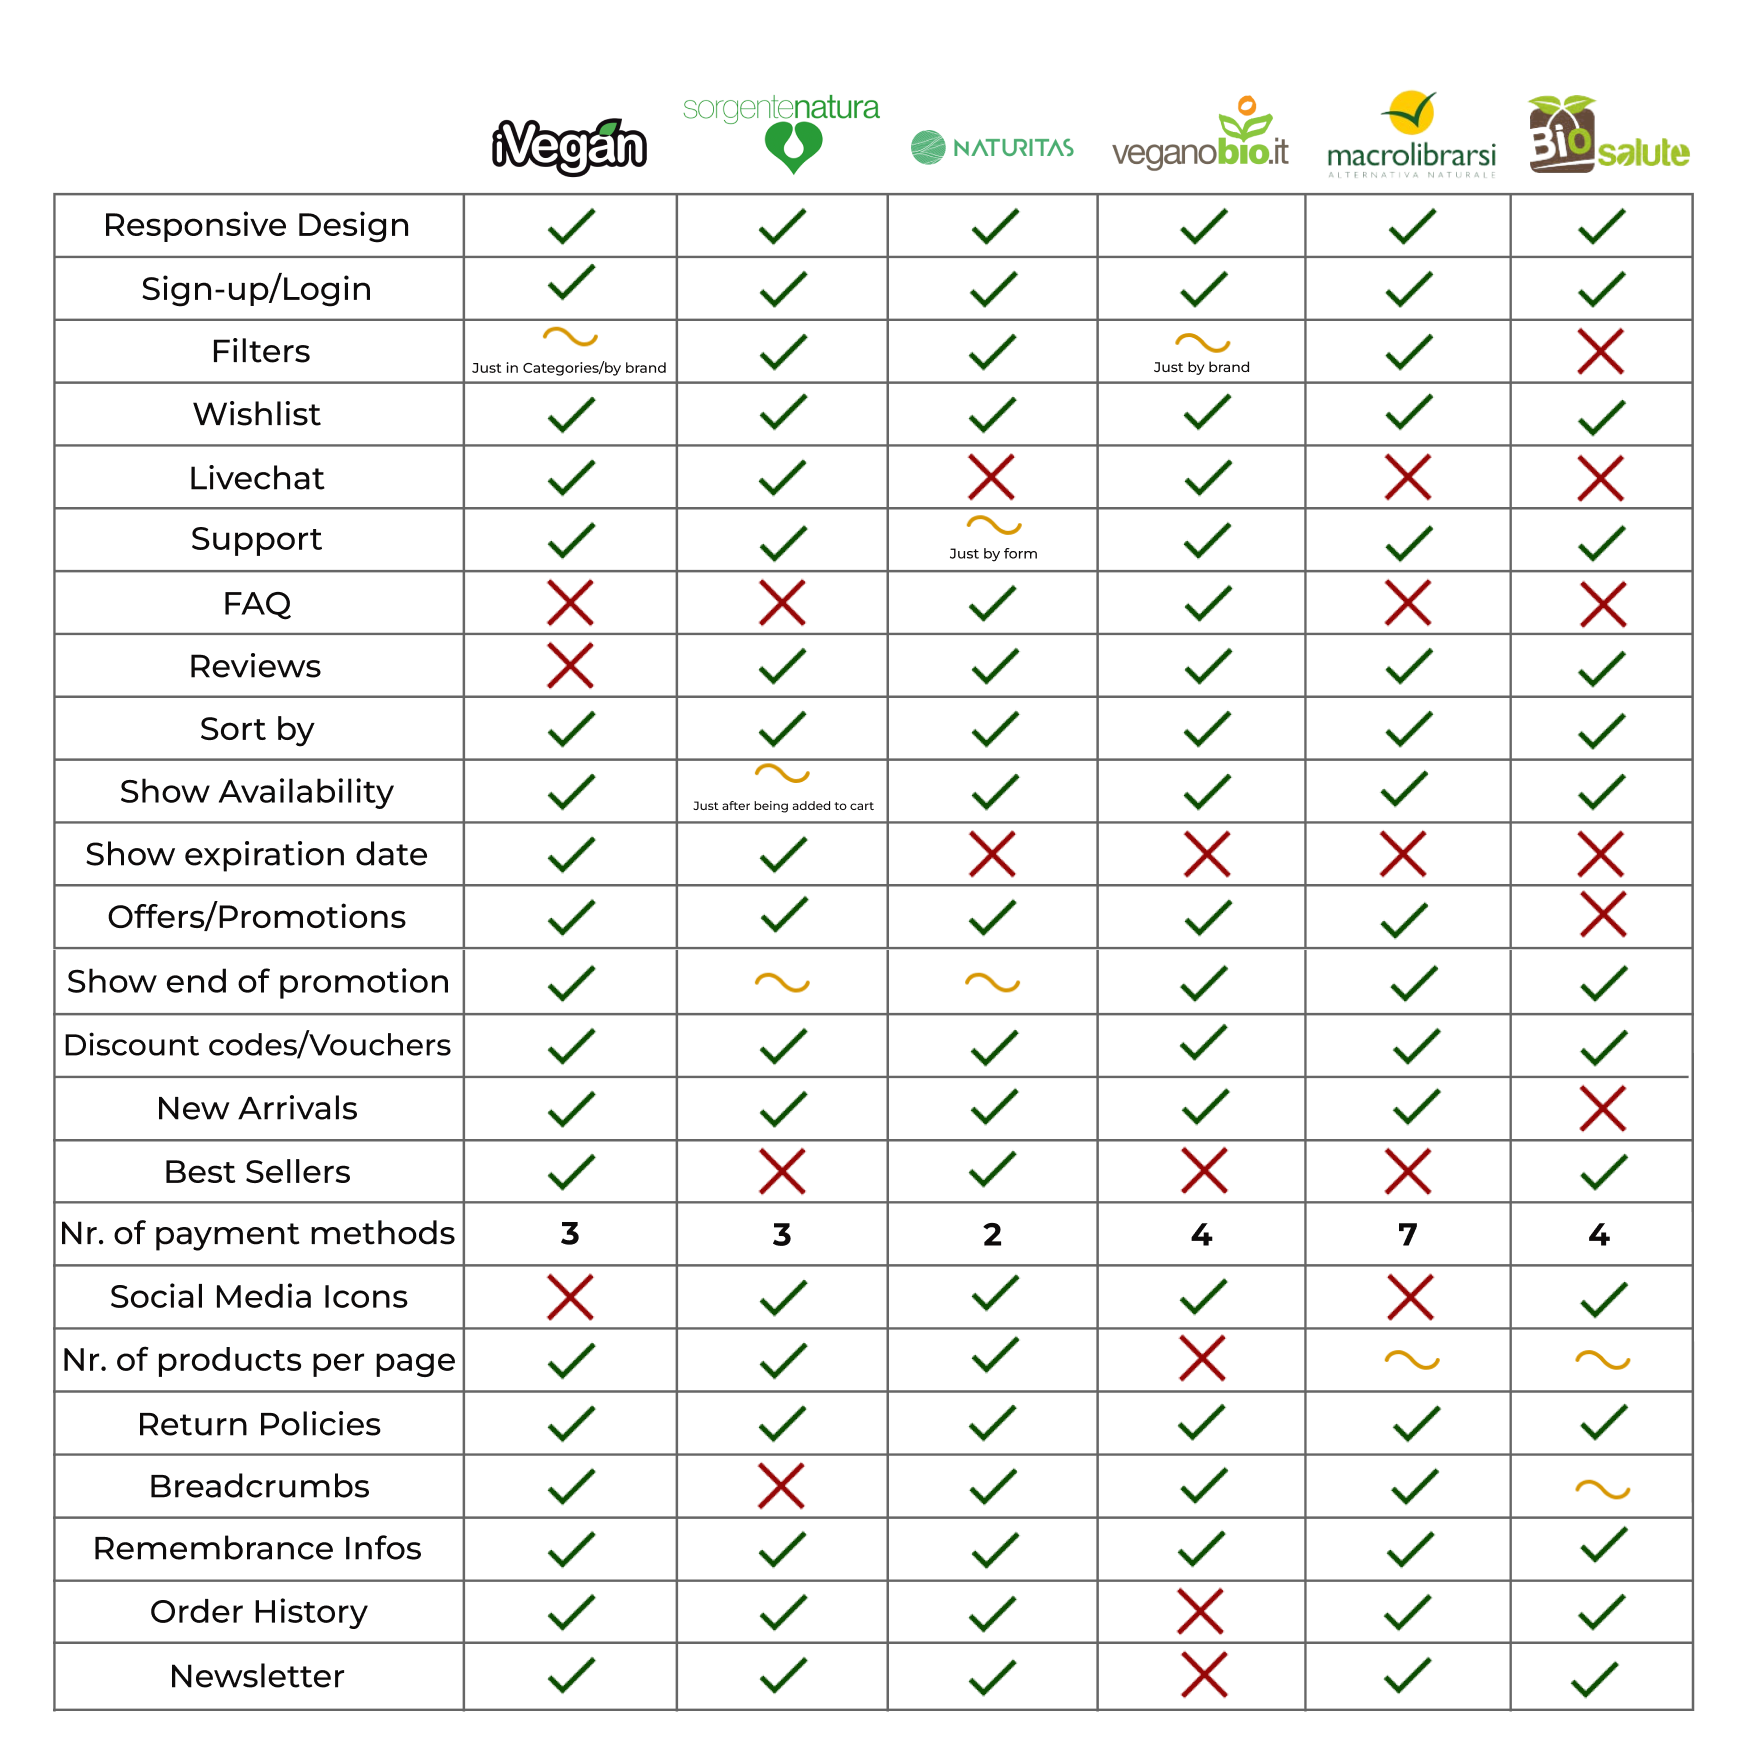 iVegan
sorgentenatura
NATURITAS
veganobio.it
macrolibrarsi
ALTERNATIVA NATURALE
Bio salute
Responsive Design
Sign-up/Login
Filters
Just in Categories/by brand
Just by brand
Wishlist
Livechat
Support
Just by form
FAQ
Reviews
Sort by
Show Availability
Just after being added to cart
Show expiration date
Offers/Promotions
Show end of promotion
Discount codes/Vouchers
New Arrivals
Best Sellers
Nr. of payment methods 3 3 2 4 7 4
Social Media Icons
Nr. of products per page
Return Policies
Breadcrumbs
Remembrance Infos
Order History
Newsletter